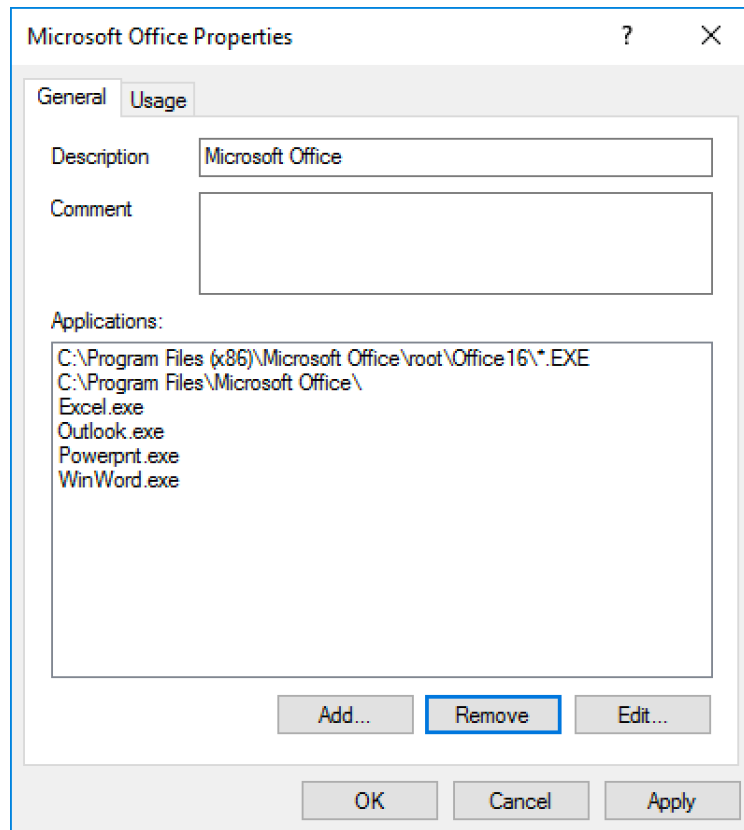 Microsoft Office Properties ? ×
General Usage
Description Microsoft Office
Comment
Applications:
C:\Program Files (x86)\Microsoft Office\root\Office16\*.EXE
C:\Program Files\Microsoft Office\
Excel.exe
Outlook.exe
Powerpnt.exe
WinWord.exe
Add... Remove Edit...
OK Cancel Apply